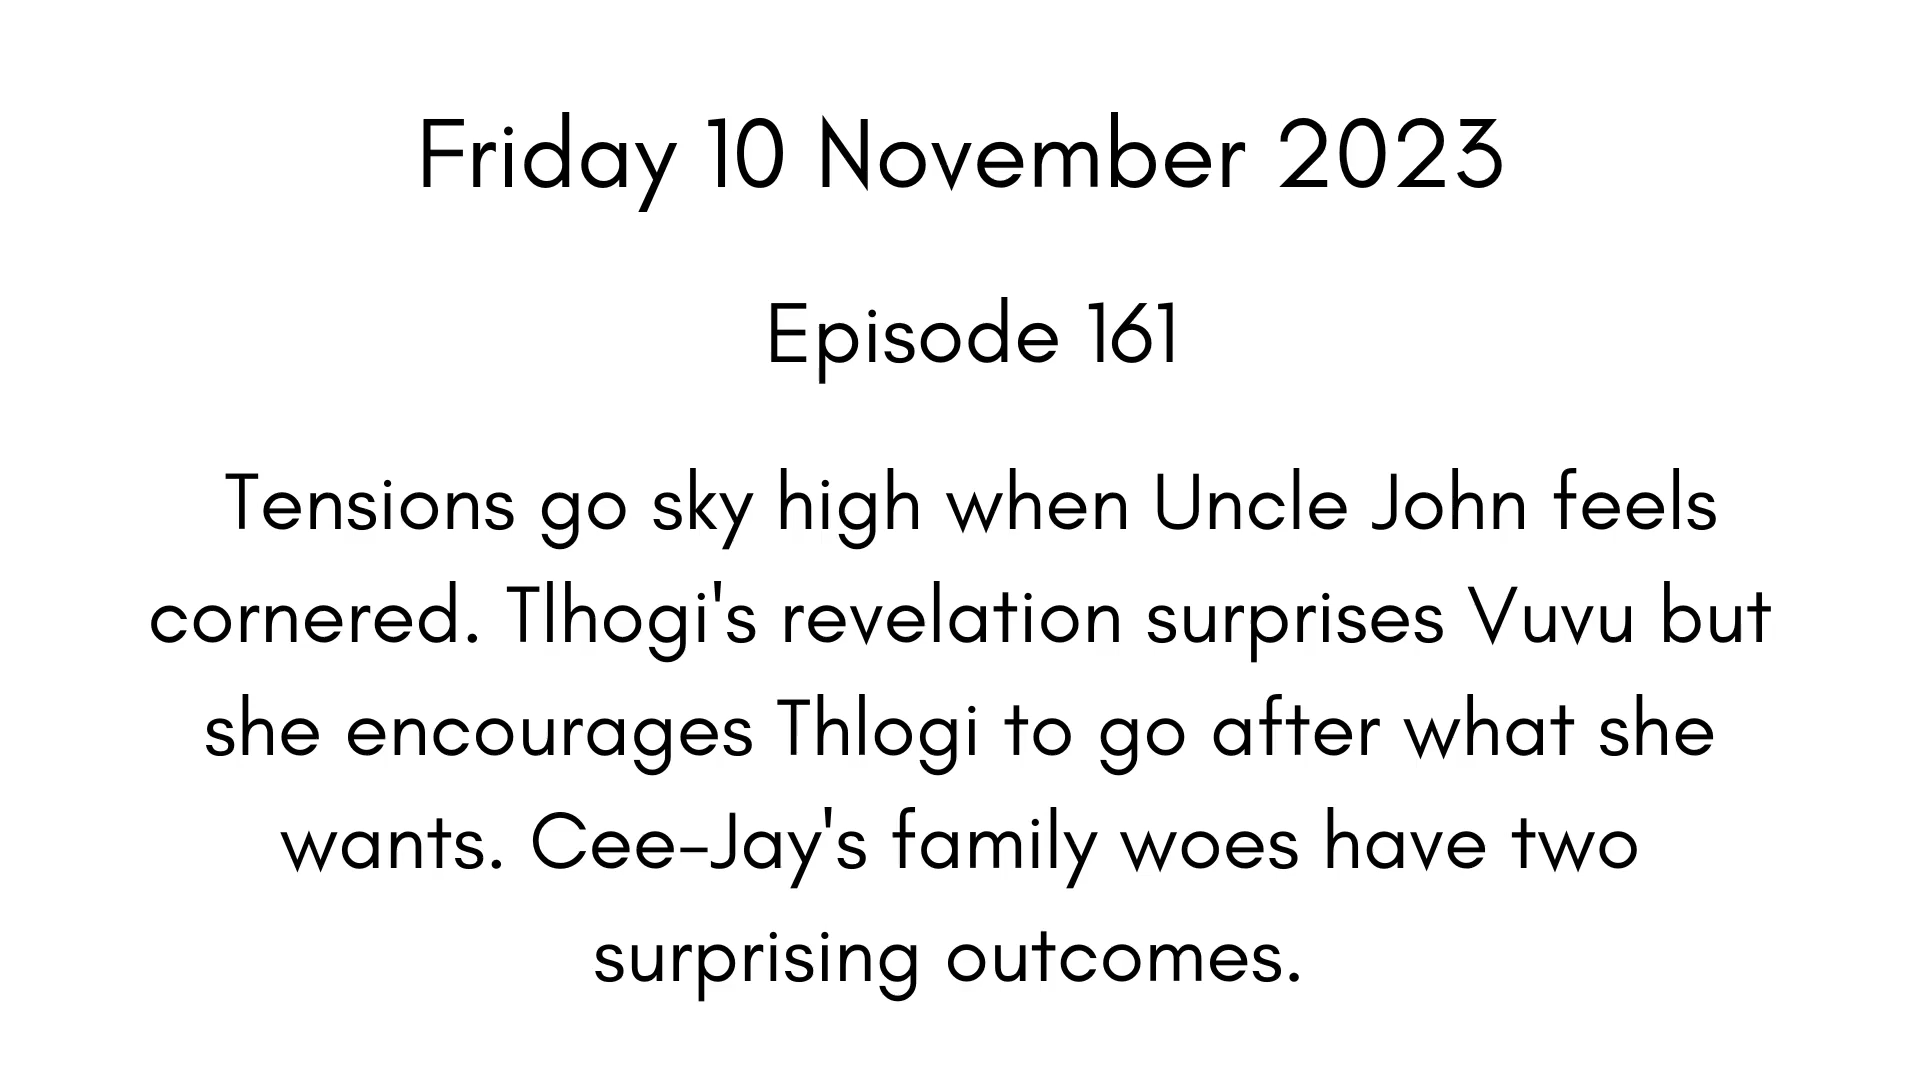 Friday 10 November 2023
Episode 161
Tensions go sky high when Uncle John feels
cornered. Tlhogi's revelation surprises Vuvu but
she encourages Thlogi to go after what she
wants. Cee-Jay's family woes have two
surprising outcomes.